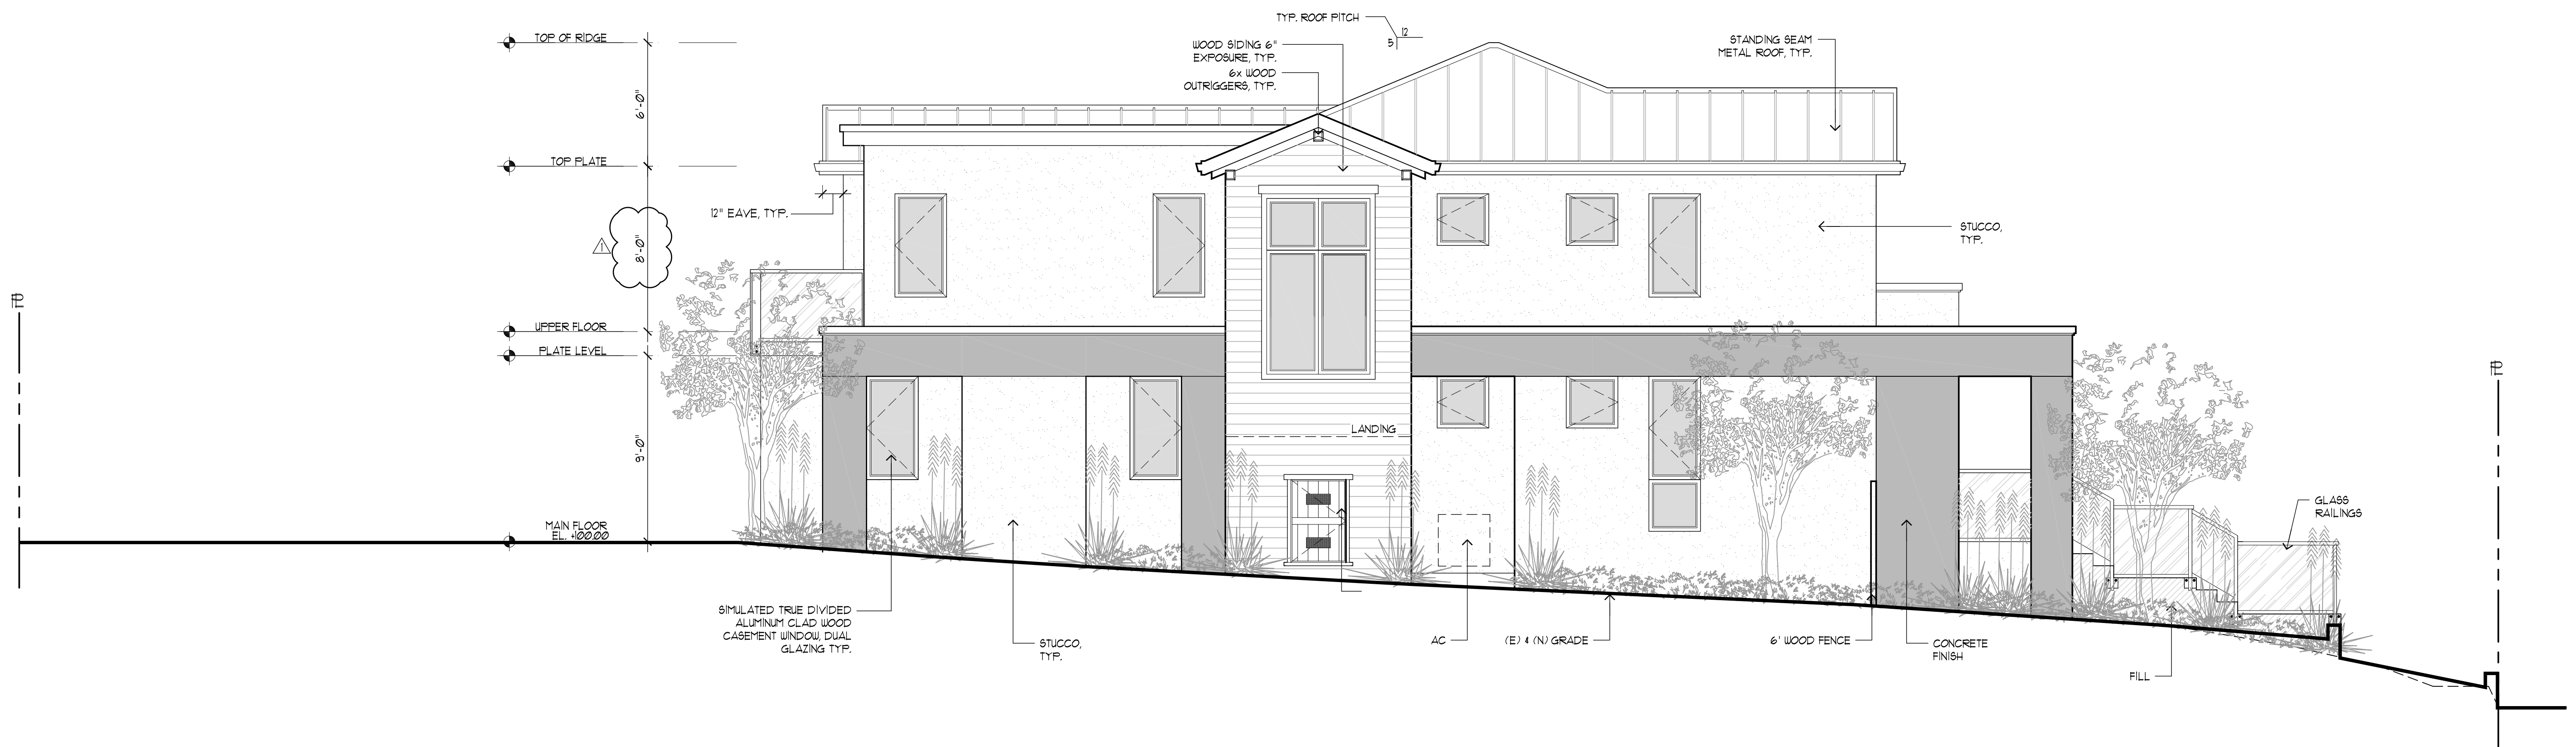 TYP. ROOF PITCH
12
5
TOP OF RIDGE
WOOD SIDING 6"
EXPOSURE, TYP.
6x WOOD
OUTRIGGERS, TYP.
STANDING SEAM
METAL ROOF, TYP.
6'-0"
TOP PLATE
12" EAVE, TYP.
8'-0"
1
STUCCO,
TYP.
PL
UPPER FLOOR
PLATE LEVEL
PL
9'-0"
LANDING
MAIN FLOOR
EL. +100.00
GLASS
RAILINGS
SIMULATED TRUE DIVIDED
ALUMINUM CLAD WOOD
CASEMENT WINDOW, DUAL
GLAZING TYP.
STUCCO,
TYP.
AC
(E) & (N) GRADE
6' WOOD FENCE
CONCRETE
FINISH
FILL